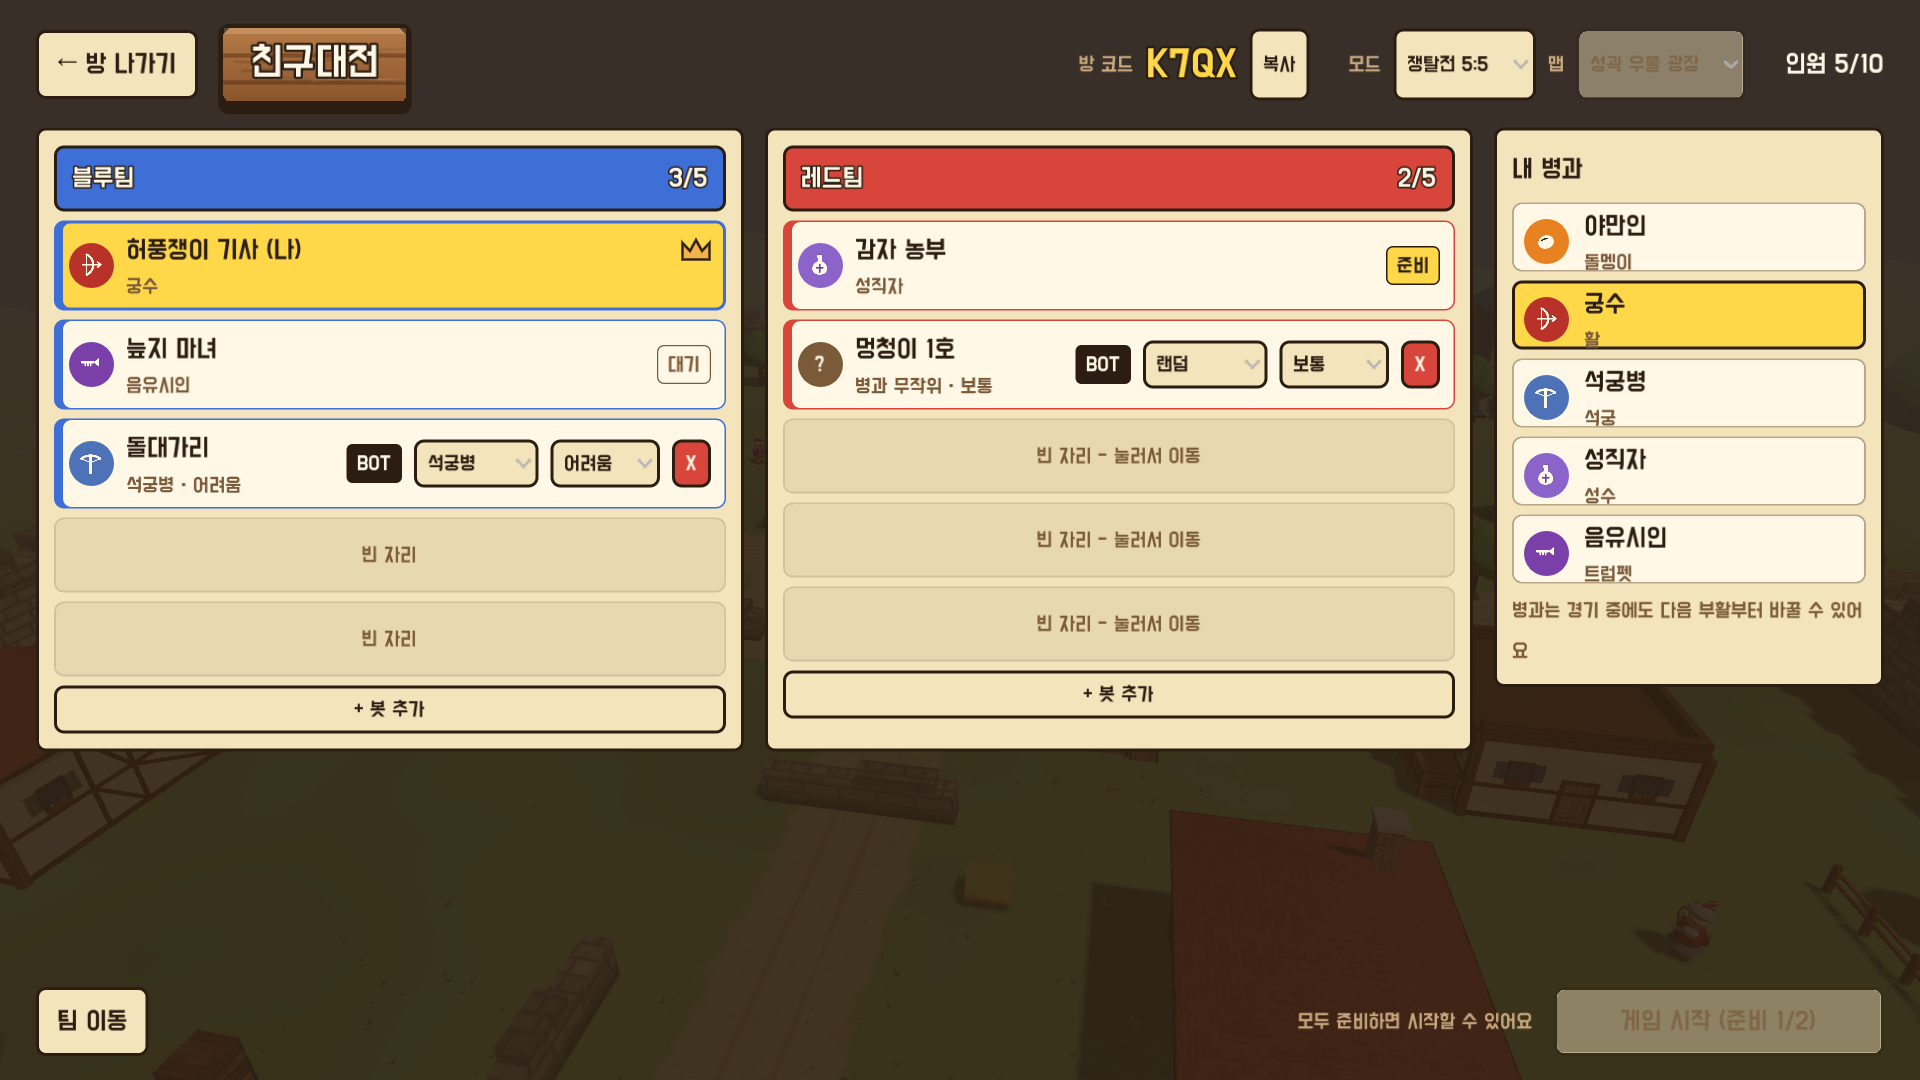 ← 방 나가기
친구대전
방 코드 K7QX 복사
모드 쟁탈전 5:5
맵 성곽 우물 광장
인원 5/10
블루팀 3/5
허풍쟁이 기사 (나)
궁수
늪지 마녀
음유시인
대기
돌대가리
석궁병 · 어려움
BOT 석궁병 어려움 X
빈 자리
빈 자리
+ 봇 추가
레드팀 2/5
감자 농부
성직자
준비
?
멍청이 1호
병과 무작위 · 보통
BOT 랜덤 보통 X
빈 자리 - 눌러서 이동
빈 자리 - 눌러서 이동
빈 자리 - 눌러서 이동
+ 봇 추가
내 병과
야만인
돌멩이
궁수
활
석궁병
석궁
성직자
성수
음유시인
트럼펫
병과는 경기 중에도 다음 부활부터 바꿀 수 있어
요
팀 이동
모두 준비하면 시작할 수 있어요
게임 시작 (준비 1/2)